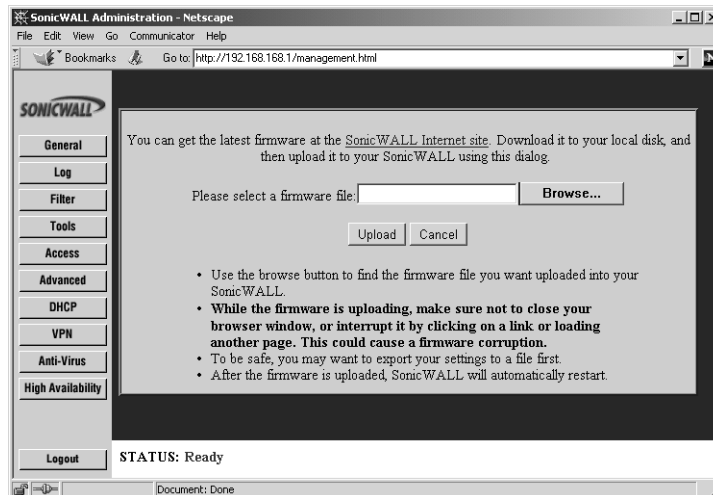 SonicWALL Administration - Netscape
File Edit View Go Communicator Help
Bookmarks Go to: http://192.168.168.1/management.html
N
SONICWALL
General
Log
Filter
Tools
Access
Advanced
DHCP
VPN
Anti-Virus
High Availability
Logout
You can get the latest firmware at the SonicWALL Internet site. Download it to your local disk, and
then upload it to your SonicWALL using this dialog.
Please select a firmware file: Browse...
Upload Cancel
• Use the browse button to find the firmware file you want uploaded into your
SonicWALL.
• While the firmware is uploading, make sure not to close your
browser window, or interrupt it by clicking on a link or loading
another page. This could cause a firmware corruption.
• To be safe, you may want to export your settings to a file first.
• After the firmware is uploaded, SonicWALL will automatically restart.
STATUS: Ready
Document: Done